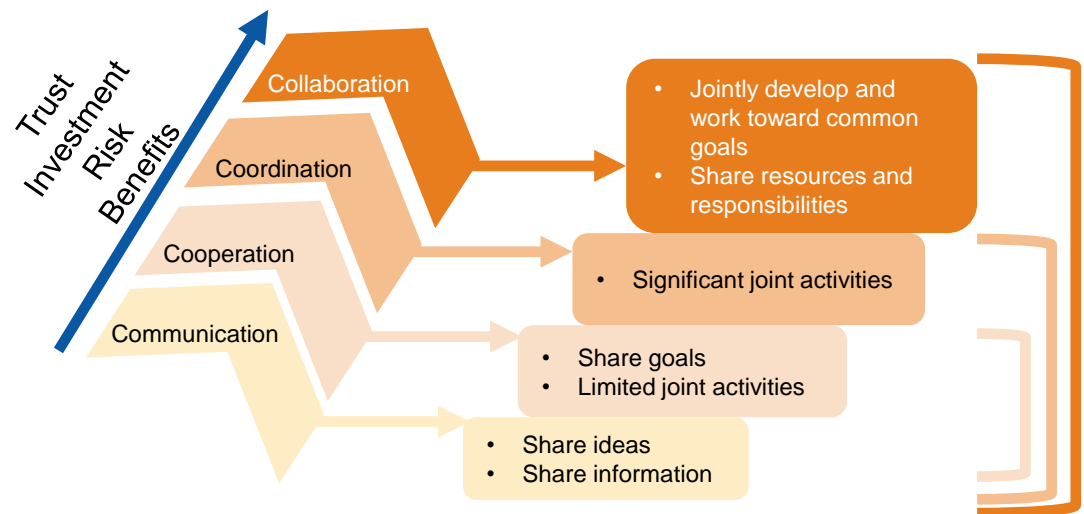 Trust
Investment
Risk
Benefits
Collaboration
Coordination
Cooperation
Communication
• Jointly develop and
work toward common
goals
• Share resources and
responsibilities
• Significant joint activities
• Share goals
• Limited joint activities
• Share ideas
• Share information